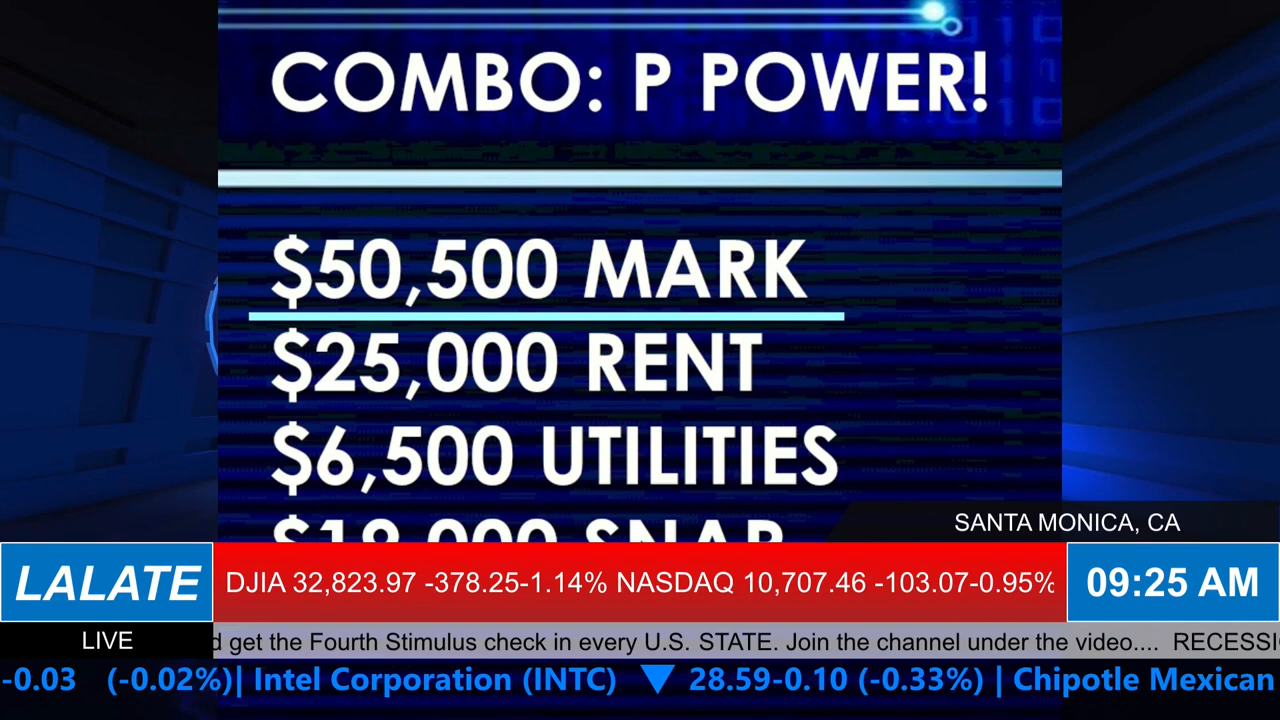 COMBO: P POWER!
$50,500 MARK
$25,000 RENT
$6,500 UTILITIES
SANTA MONICA, CA
LALATE
DJIA 32,823.97 -378.25-1.14% NASDAQ 10,707.46 -103.07-0.95%
09:25 AM
LIVE
get the Fourth Stimulus check in every U.S. STATE. Join the channel under the video....
-0.03 (-0.02%)| Intel Corporation (INTC) ▼ 28.59-0.10 (-0.33%) | Chipotle Mexican